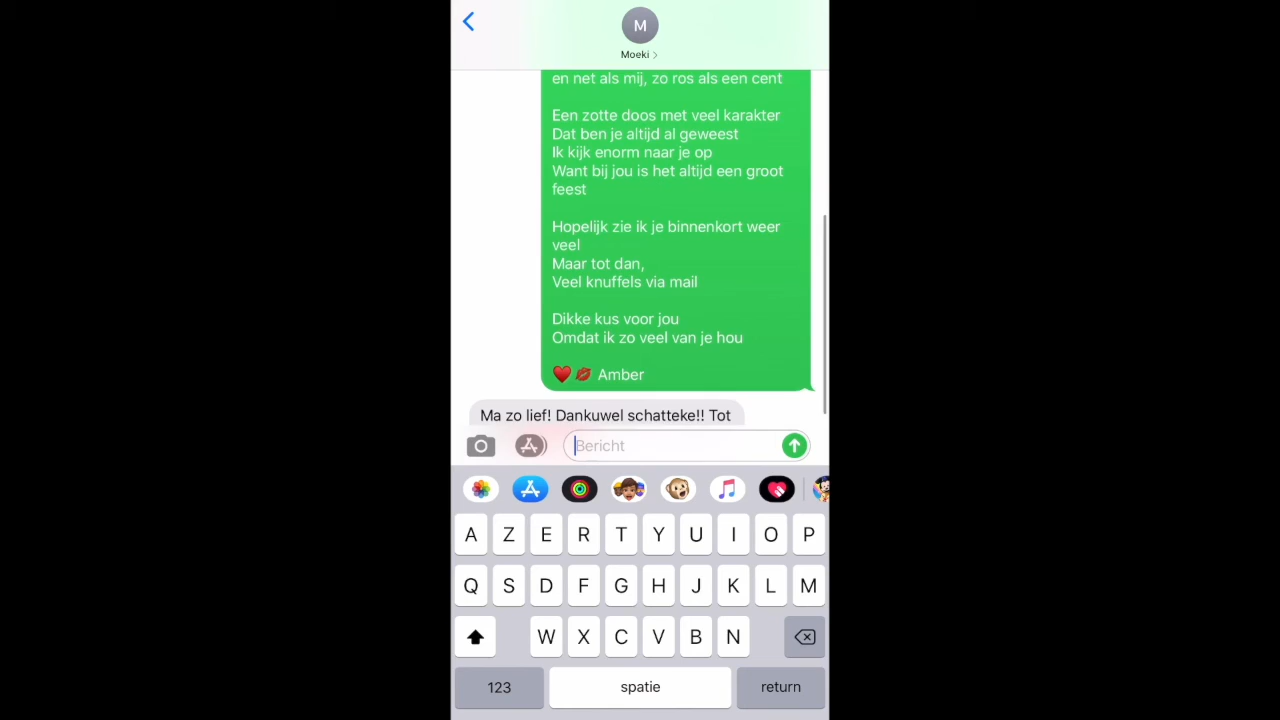 M
Moeki
en net als mij, zo ros als een cent
Een zotte doos met veel karakter
Dat ben je altijd al geweest
Ik kijk enorm naar je op
Want bij jou is het altijd een groot
feest
Hopelijk zie ik je binnenkort weer
veel
Maar tot dan,
Veel knuffels via mail
Dikke kus voor jou
Omdat ik zo veel van je hou
❤️💋 Amber
Ma zo lief! Dankuwel schatteke!! Tot
Bericht
A Z E R T Y U I O P
Q S D F G H J K L M
W X C V B N
123 spatie return